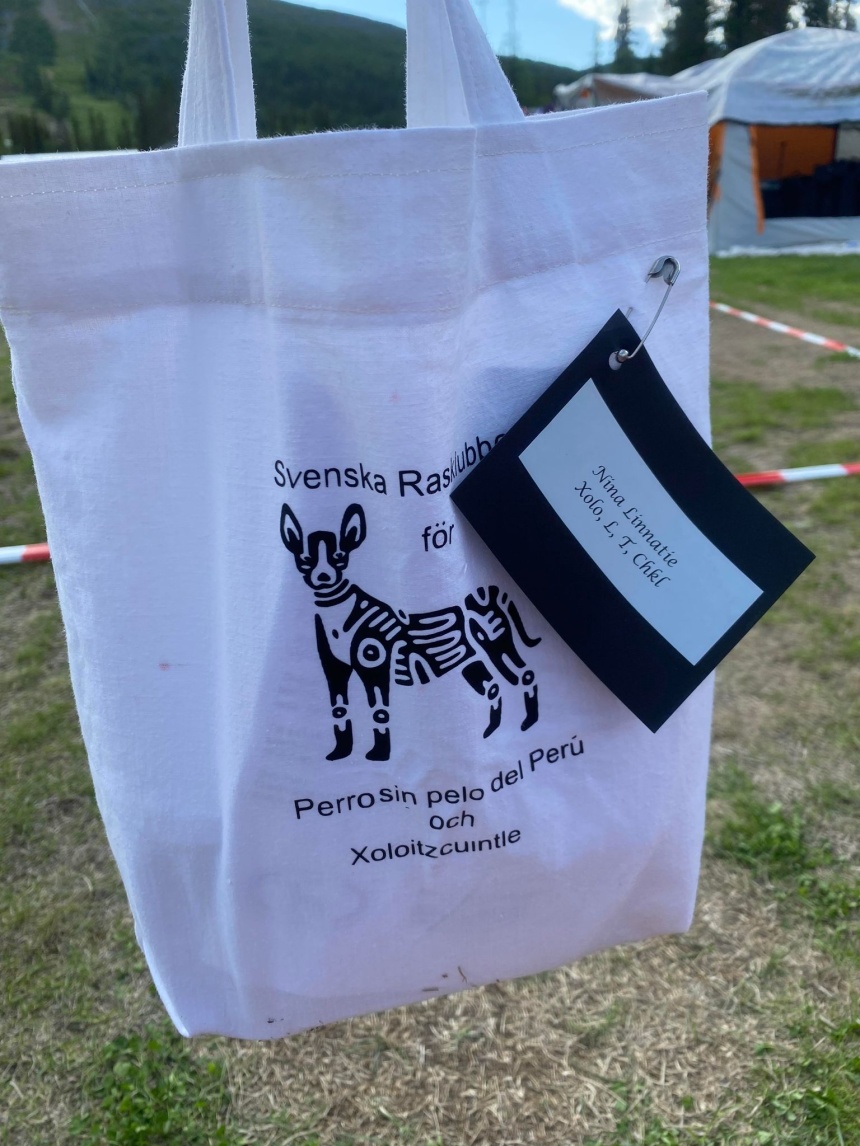 Svenska Rasklubbe
för
Perro sin pelo del Perú
och
Xoloitzcuintle
Nina Linnatie
Xolo, L, T, Chkl